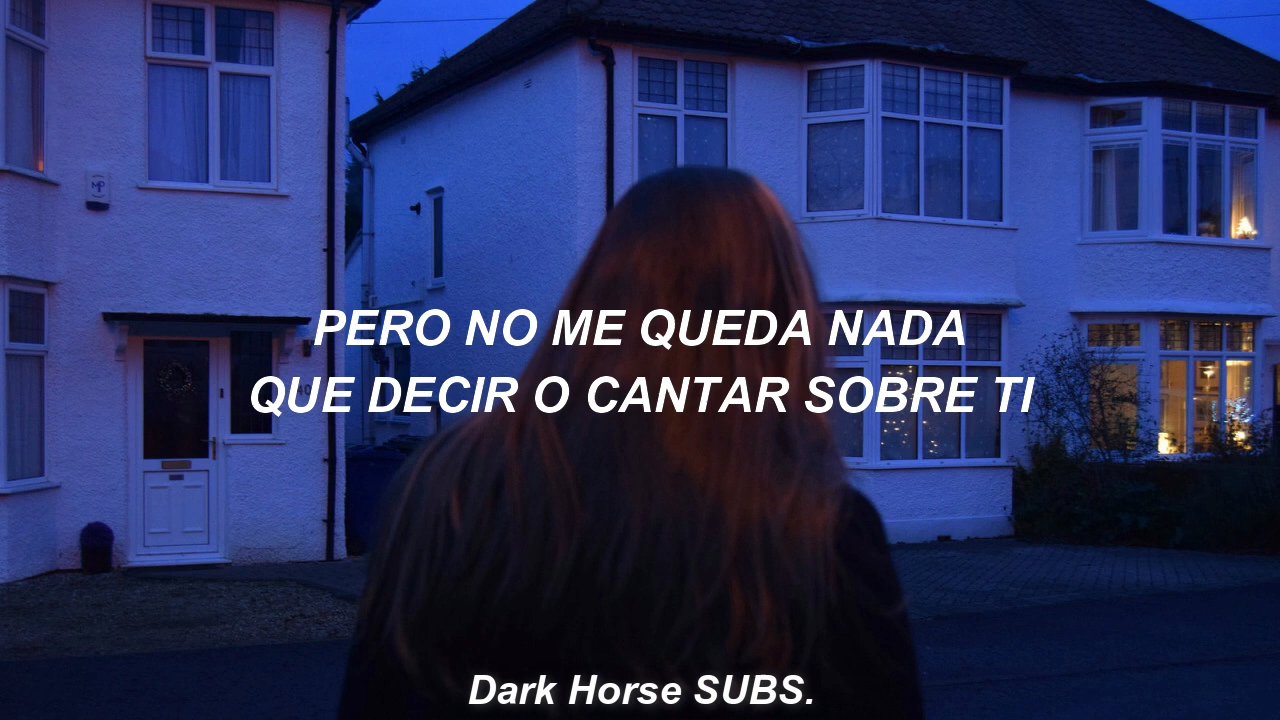 PERO NO ME QUEDA NADA
QUE DECIR O CANTAR SOBRE TI
Dark Horse SUBS.